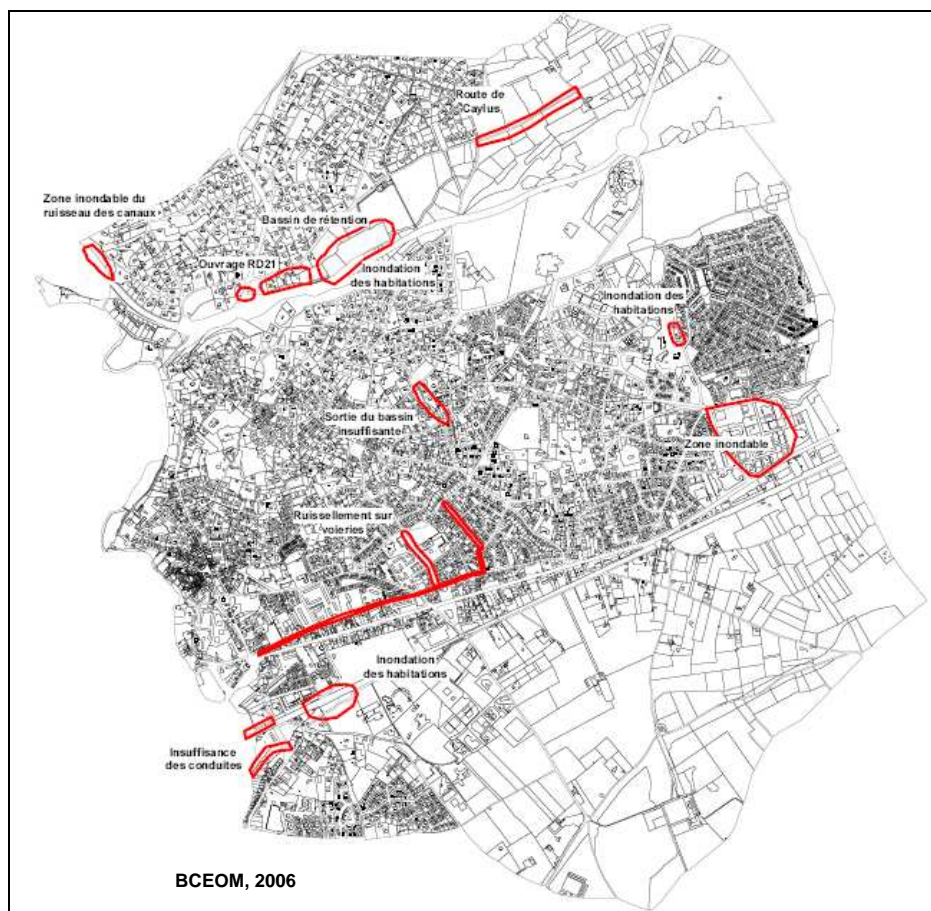 Route de
Caylus
Zone inondable du
ruisseau des canaux
Bassin de rétention
Ouvrage RD21
Inondation
des habitations
Inondation des
habitations
Sortie du bassin
insuffisante
Zone inondable
Ruissellement sur
voieries
Inondation
des habitations
Insuffisance
des conduites
BCEOM, 2006